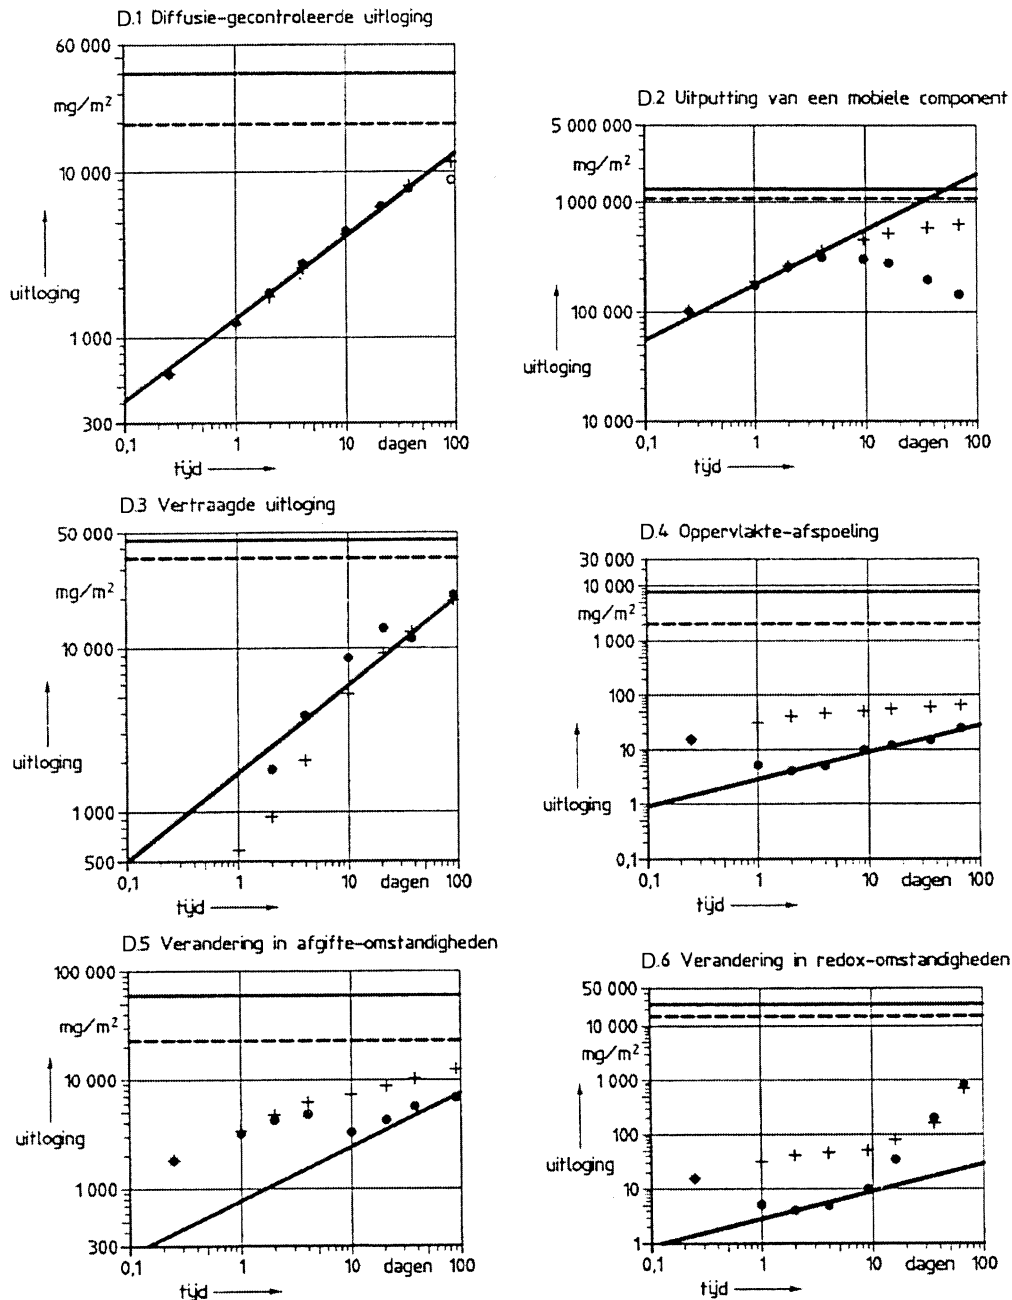 D.1 Diffusie-gecontroleerde uitloging
60 000
mg/m²
10 000
uitloging
1 000
300
0,1
1
10
dagen
100
tijd
D.2 Uitputting van een mobiele component
5 000 000
mg/m²
1 000 000
100 000
uitloging
10 000
0,1
1
10
dagen
100
tijd
D.3 Vertraagde uitloging
50 000
mg/m²
10 000
uitloging
1 000
500
0,1
1
10
dagen
100
tijd
D.4 Oppervlakte-afspoeling
30 000
10 000
mg/m²
1 000
100
10
uitloging
1
0,1
0,1
1
10
dagen
100
tijd
D.5 Verandering in afgifte-omstandigheden
100 000
mg/m²
10 000
uitloging
1 000
300
0,1
1
10
dagen
100
tijd
D.6 Verandering in redox-omstandigheden
50 000
10 000
mg/m²
1 000
100
uitloging
10
1
0,1
1
10
dagen
100
tijd